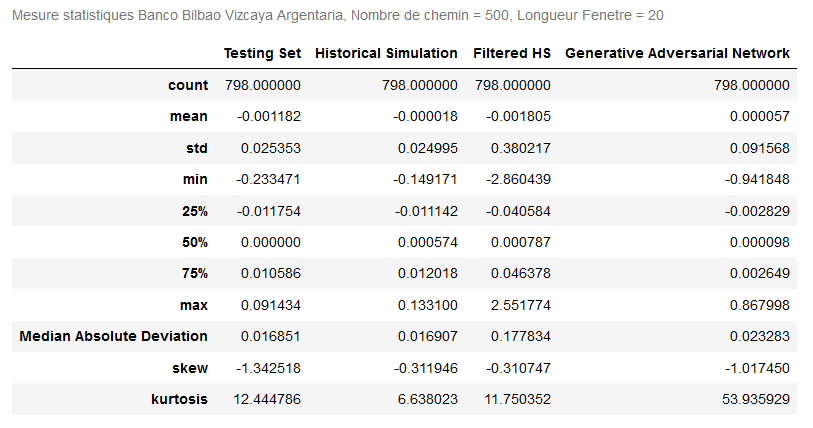 Mesure statistiques Banco Bilbao Vizcaya Argentaria, Nombre de chemin = 500, Longueur Fenetre = 20
Testing Set Historical Simulation Filtered HS Generative Adversarial Network
count 798.000000 798.000000 798.000000 798.000000
mean -0.001182 -0.000018 -0.001805 0.000057
std 0.025353 0.024995 0.380217 0.091568
min -0.233471 -0.149171 -2.860439 -0.941848
25% -0.011754 -0.011142 -0.040584 -0.002829
50% 0.000000 0.000574 0.000787 0.000098
75% 0.010586 0.012018 0.046378 0.002649
max 0.091434 0.133100 2.551774 0.867998
Median Absolute Deviation 0.016851 0.016907 0.177834 0.023283
skew -1.342518 -0.311946 -0.310747 -1.017450
kurtosis 12.444786 6.638023 11.750352 53.935929